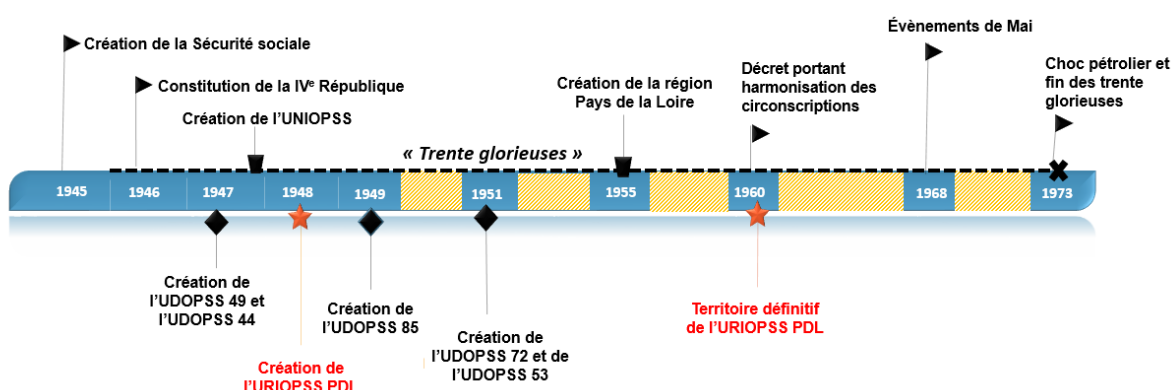 Création de la Sécurité sociale
Constitution de la IVe République
Création de l'UNIOPSS
« Trente glorieuses »
Création de la région
Pays de la Loire
Décret portant
harmonisation des
circonscriptions
Évènements de Mai
Choc pétrolier et
fin des trente
glorieuses
1945
1946
1947
1948
1949
1951
1955
1960
1968
1973
Création de
l'UDOPSS 49 et
l'UDOPSS 44
Création de
l'URIOPSS PDL
Création de
l'UDOPSS 85
Création de
l'UDOPSS 72 et de
l'UDOPSS 53
Territoire définitif
de l'URIOPSS PDL